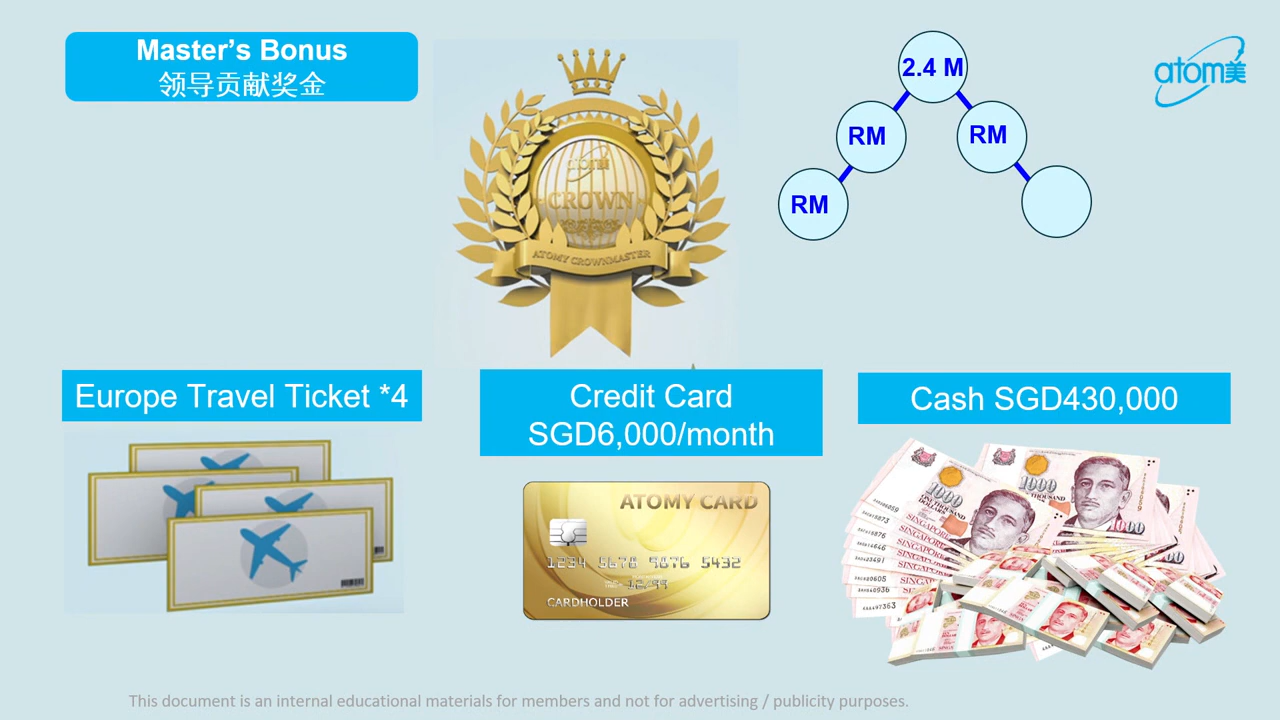 Master's Bonus
领导贡献奖金
2.4 M
RM
RM
RM
atom美
CROWN
ATOMY CROWNMASTER
Europe Travel Ticket *4
Credit Card
SGD6,000/month
Cash SGD430,000
ATOMY CARD
1234 5678 9876 5432
12/99
CARDHOLDER
1000
1000
SINGAPORE
This document is an internal educational materials for members and not for advertising / publicity purposes.